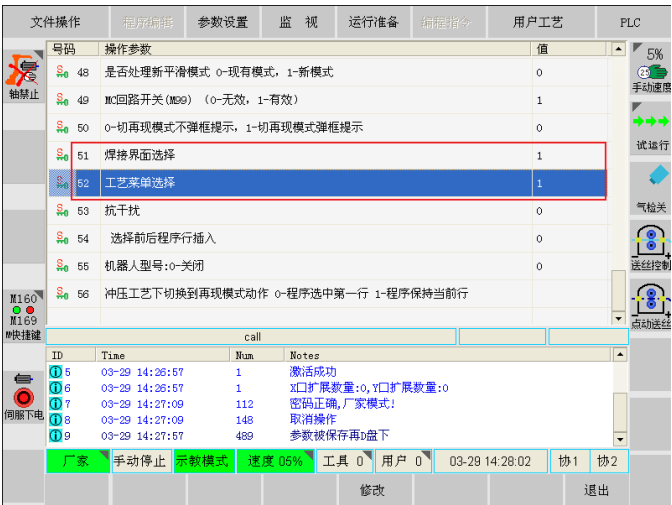 文件操作 程序编辑 参数设置 监 视 运行准备 编程指令 用户工艺 PLC
号码 操作参数 值
48 是否处理新平滑模式 0-现有模式，1-新模式 0
49 MC回路开关(M99) （0-无效，1-有效） 1
50 0-切再现模式不弹框提示，1-切再现模式弹框提示 0
51 焊接界面选择 1
52 工艺菜单选择 1
53 抗干扰 0
54 选择前后程序行插入 0
55 机器人型号:0-关闭 0
56 冲压工艺下切换到再现模式动作 0-程序选中第一行 1-程序保持当前行
轴禁止
M160
M169
M快捷键
伺服下电
5%
手动速度
试运行
气检关
送丝控制
点动送丝
call
ID Time Num Notes
5 03-29 14:26:57 1 激活成功
6 03-29 14:26:57 1 X口扩展数量:0,Y口扩展数量:0
7 03-29 14:27:09 112 密码正确,厂家模式!
8 03-29 14:27:09 148 取消操作
9 03-29 14:27:57 489 参数被保存再D盘下
厂家 手动停止 示教模式 速度 05% 工具 0 用户 0 03-29 14:28:02 协1 协2
修改 退出